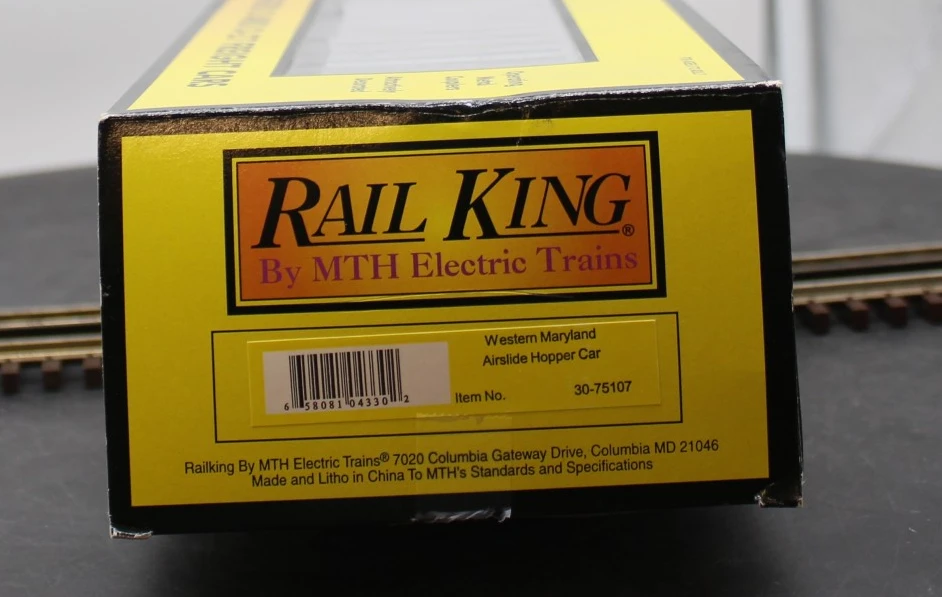 RAIL KING®
By MTH Electric Trains
Western Maryland
Airslide Hopper Car
6 58081 04330 2
Item No. 30-75107
Railking By MTH Electric Trains® 7020 Columbia Gateway Drive, Columbia MD 21046
Made and Litho in China To MTH's Standards and Specifications